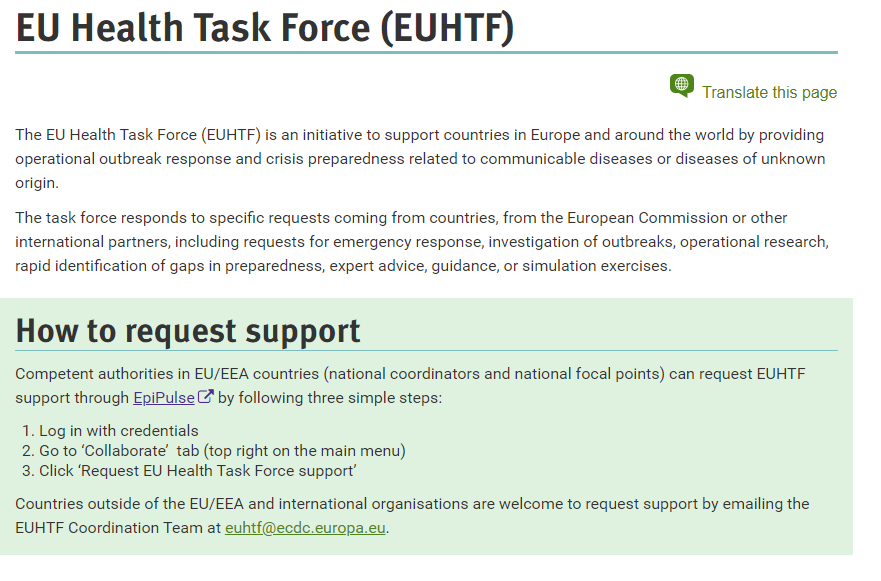 EU Health Task Force (EUHTF)
Translate this page
The EU Health Task Force (EUHTF) is an initiative to support countries in Europe and around the world by providing
operational outbreak response and crisis preparedness related to communicable diseases or diseases of unknown
origin.
The task force responds to specific requests coming from countries, from the European Commission or other
international partners, including requests for emergency response, investigation of outbreaks, operational research,
rapid identification of gaps in preparedness, expert advice, guidance, or simulation exercises.
How to request support
Competent authorities in EU/EEA countries (national coordinators and national focal points) can request EUHTF
support through EpiPulse by following three simple steps:
1. Log in with credentials
2. Go to ‘Collaborate’ tab (top right on the main menu)
3. Click ‘Request EU Health Task Force support’
Countries outside of the EU/EEA and international organisations are welcome to request support by emailing the
EUHTF Coordination Team at euhtf@ecdc.europa.eu.